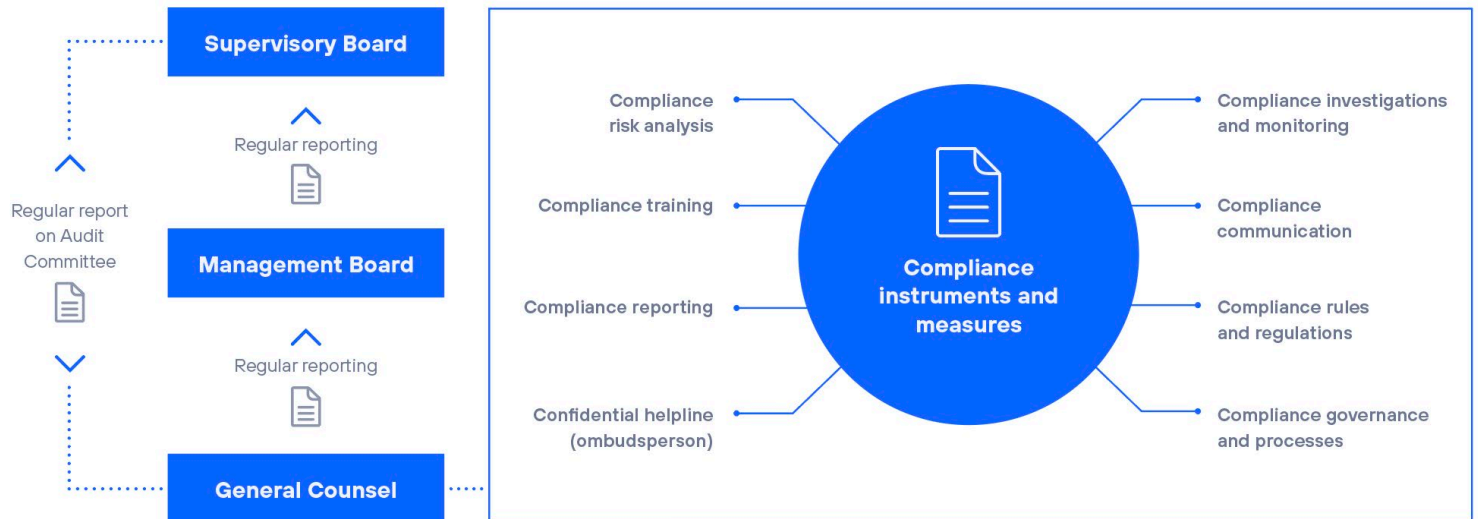 Supervisory Board
Regular reporting
Regular report
on Audit
Committee
Management Board
Regular reporting
General Counsel
Compliance
risk analysis
Compliance training
Compliance reporting
Confidential helpline
(ombudsperson)
Compliance
instruments and
measures
Compliance investigations
and monitoring
Compliance
communication
Compliance rules
and regulations
Compliance governance
and processes